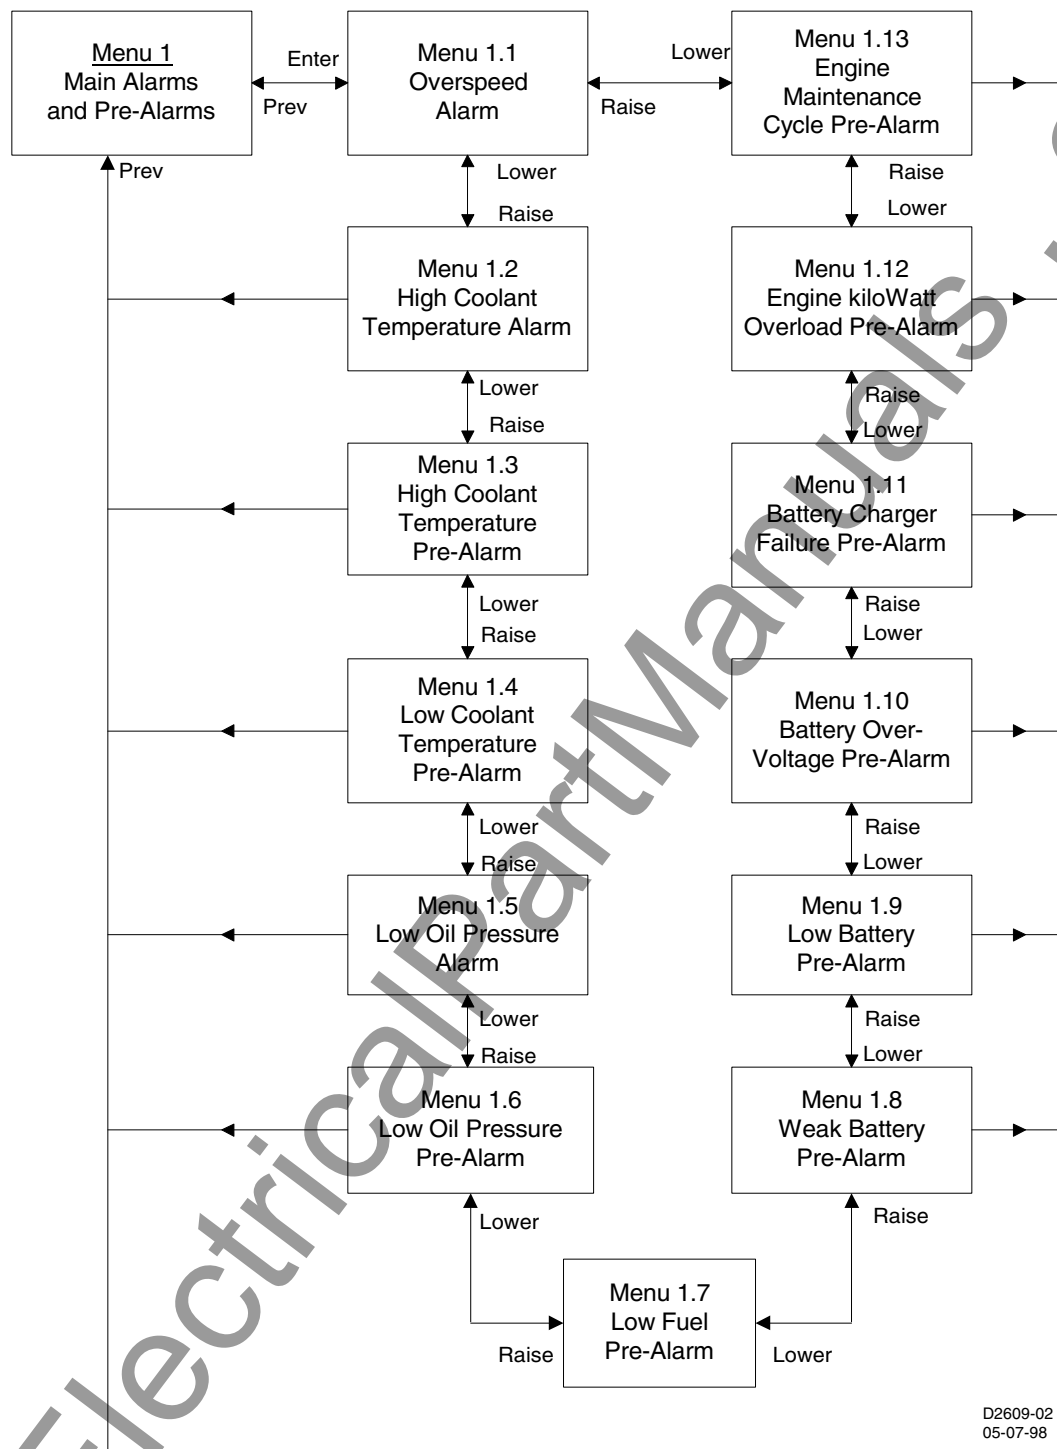 Menu 1
Main Alarms
and Pre-Alarms
Enter
Prev
Menu 1.1
Overspeed
Alarm
Lower
Raise
Menu 1.13
Engine
Maintenance
Cycle Pre-Alarm
Prev
Lower
Raise
Raise
Lower
Menu 1.2
High Coolant
Temperature Alarm
Menu 1.12
Engine kiloWatt
Overload Pre-Alarm
Lower
Raise
Raise
Lower
Menu 1.3
High Coolant
Temperature
Pre-Alarm
Menu 1.11
Battery Charger
Failure Pre-Alarm
Lower
Raise
Raise
Lower
Menu 1.4
Low Coolant
Temperature
Pre-Alarm
Menu 1.10
Battery Over-
Voltage Pre-Alarm
Lower
Raise
Raise
Lower
Menu 1.5
Low Oil Pressure
Alarm
Menu 1.9
Low Battery
Pre-Alarm
Lower
Raise
Raise
Lower
Menu 1.6
Low Oil Pressure
Pre-Alarm
Menu 1.8
Weak Battery
Pre-Alarm
Lower
Raise
Menu 1.7
Low Fuel
Pre-Alarm
Raise
Lower
D2609-02
05-07-98
ElectricalPartManuals